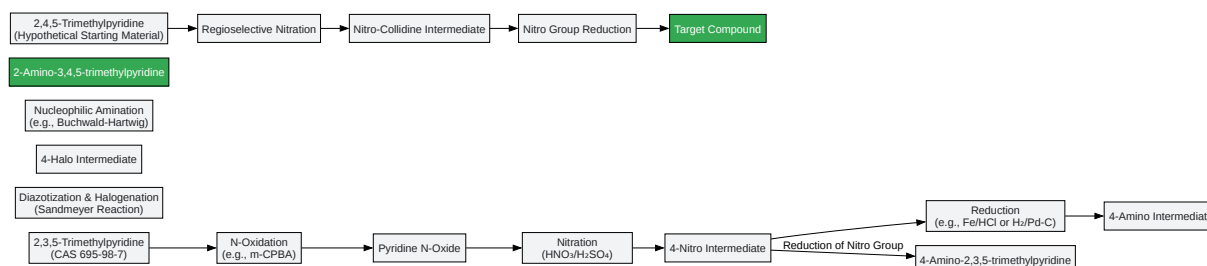 2,4,5-Trimethylpyridine
(Hypothetical Starting Material)
Regioselective Nitration
Nitro-Collidine Intermediate
Nitro Group Reduction
Target Compound
2-Amino-3,4,5-trimethylpyridine
Nucleophilic Amination
(e.g., Buchwald-Hartwig)
4-Halo Intermediate
Diazotization & Halogenation
(Sandmeyer Reaction)
2,3,5-Trimethylpyridine
(CAS 695-98-7)
N-Oxidation
(e.g., m-CPBA)
Pyridine N-Oxide
Nitration
(HNO₃/H₂SO₄)
4-Nitro Intermediate
Reduction of Nitro Group
Reduction
(e.g., Fe/HCl or H₂/Pd-C)
4-Amino Intermediat
4-Amino-2,3,5-trimethylpyridine